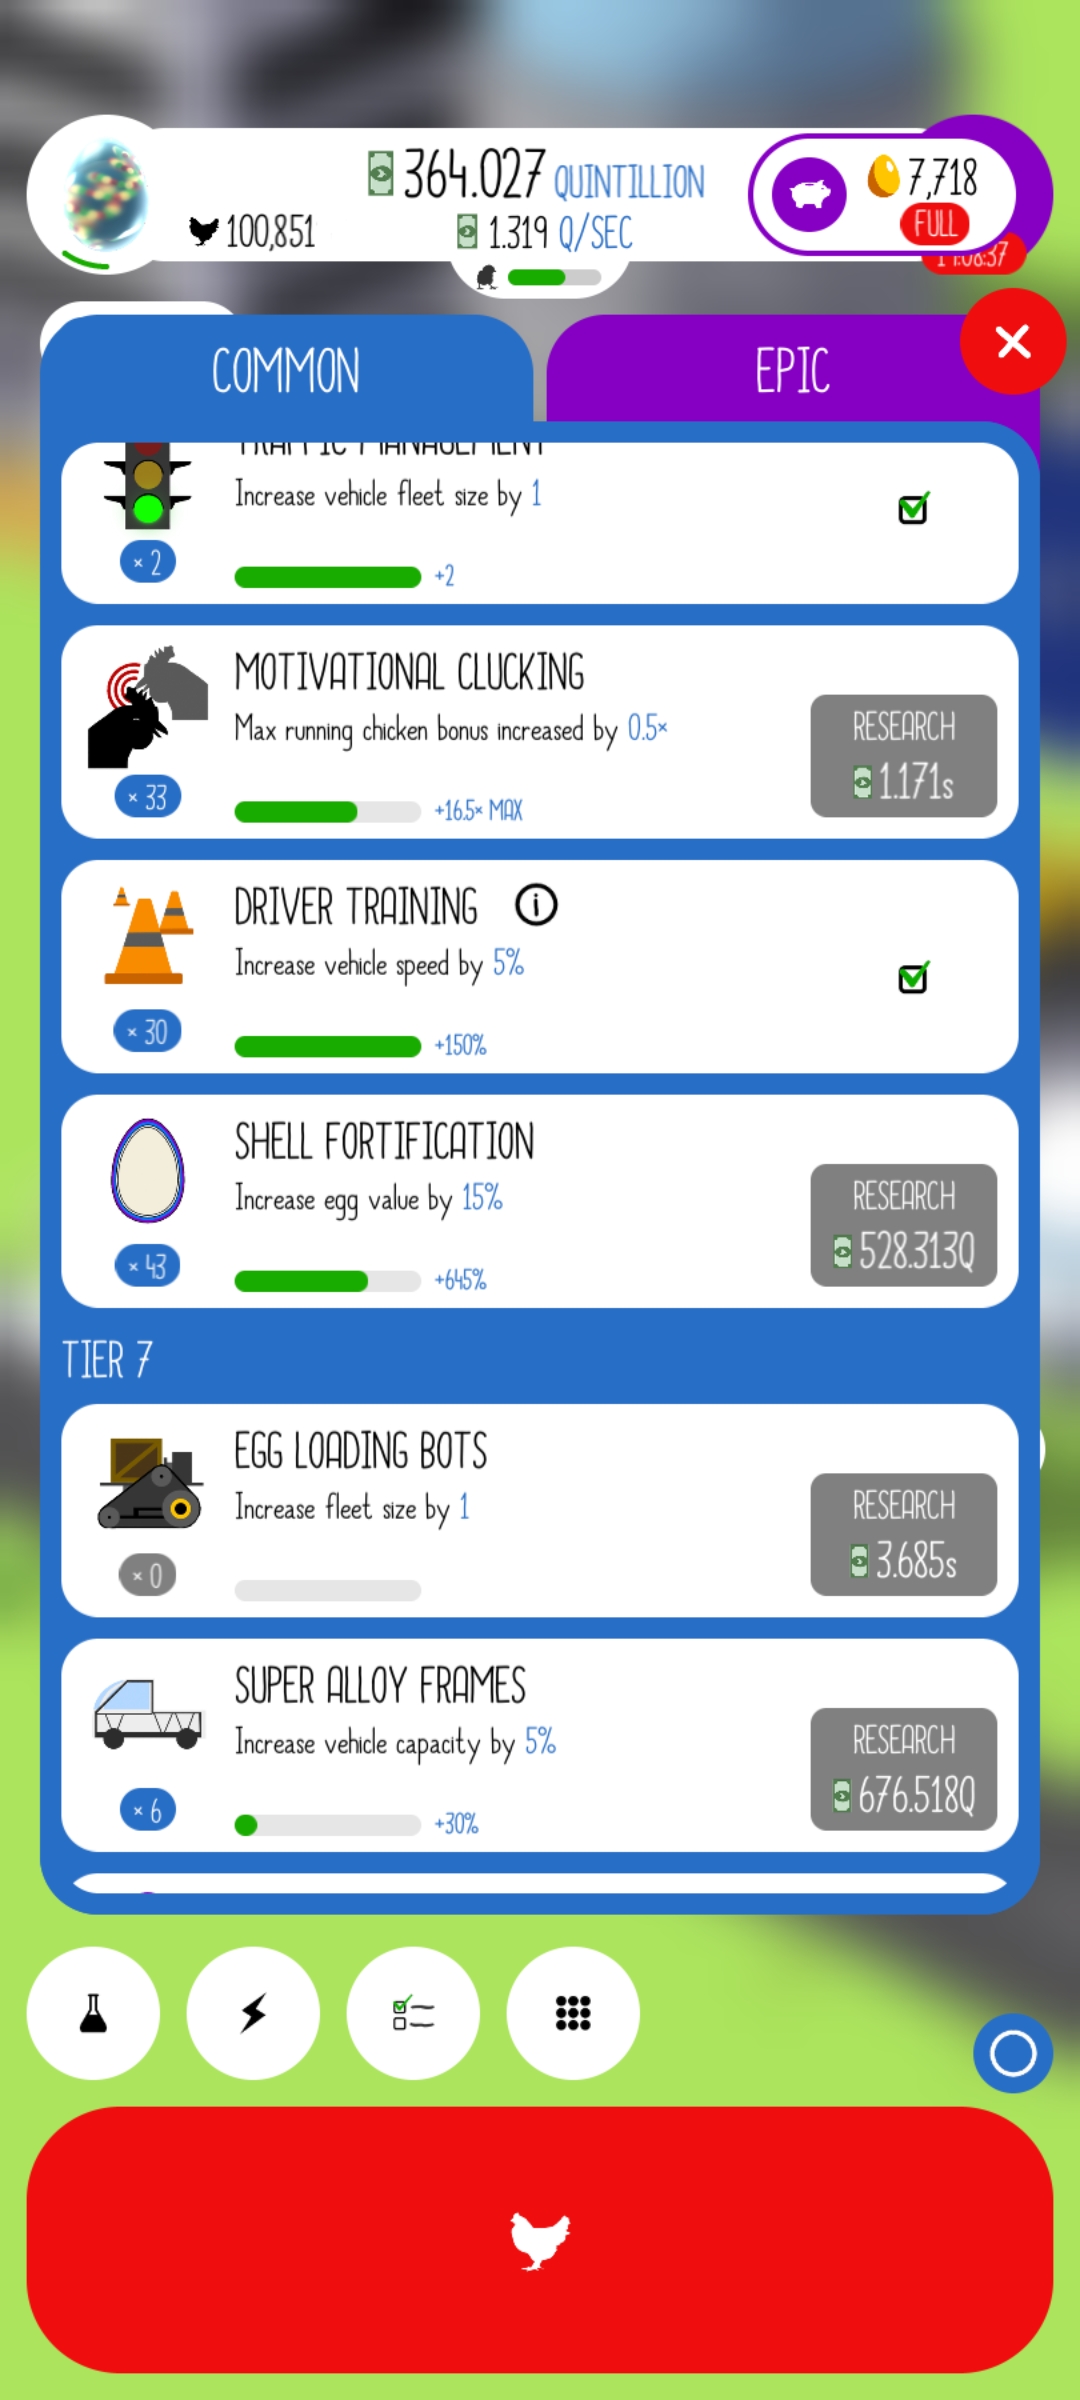 364.027 QUINTILLION
7,718
100,851
1.319 Q/SEC
FULL
COMMON
EPIC
TRAFFIC MANAGEMENT
Increase vehicle fleet size by 1
× 2
+2
MOTIVATIONAL CLUCKING
Max running chicken bonus increased by 0.5×
RESEARCH
1.171s
× 33
+16.5× MAX
DRIVER TRAINING i
Increase vehicle speed by 5%
× 30
+150%
SHELL FORTIFICATION
Increase egg value by 15%
RESEARCH
528.313Q
× 43
+645%
TIER 7
EGG LOADING BOTS
Increase fleet size by 1
RESEARCH
3.685s
× 0
SUPER ALLOY FRAMES
Increase vehicle capacity by 5%
RESEARCH
676.518Q
× 6
+30%